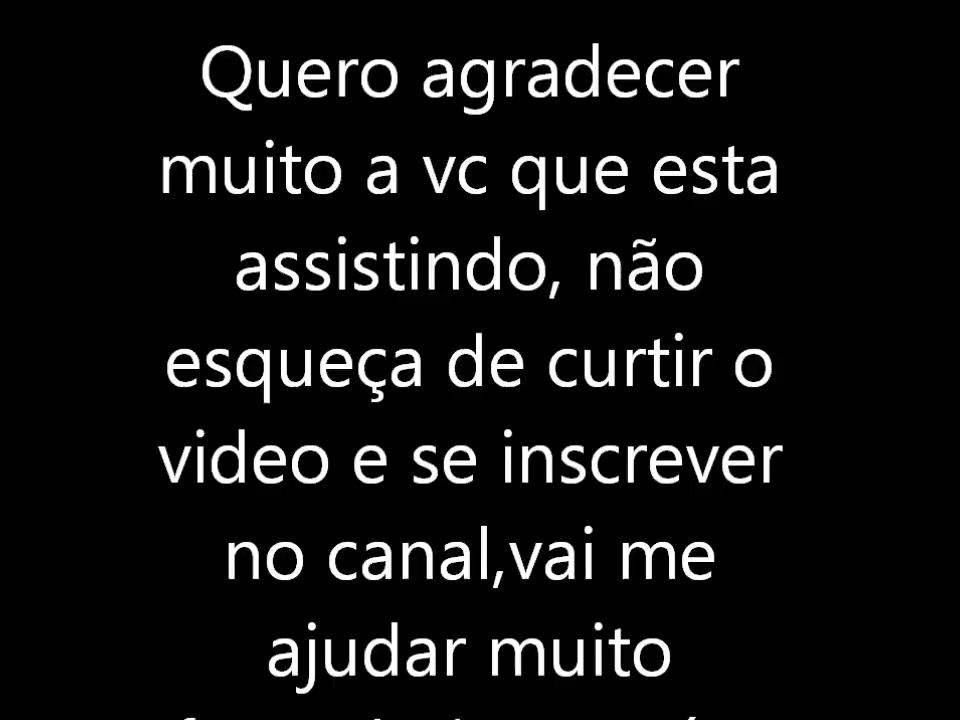 Quero agradecer
muito a vc que esta
assistindo, não
esqueça de curtir o
video e se inscrever
no canal,vai me
ajudar muito